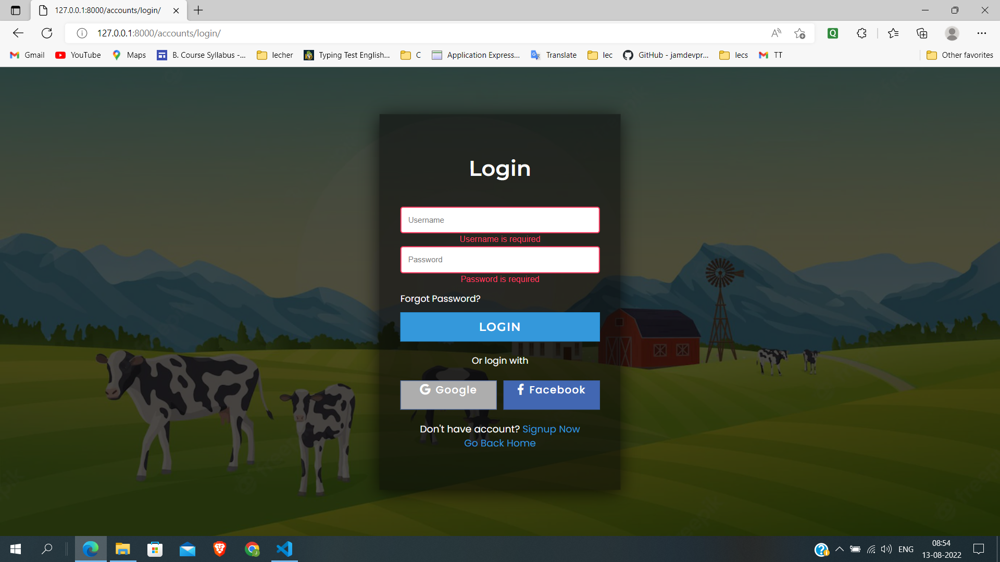 127.0.0.1:8000/accounts/login/
127.0.0.1:8000/accounts/login/
Gmail YouTube Maps B. Course Syllabus -... lecher Typing Test English... C Application Express... Translate lec GitHub - jamdevpr... lecs TT Other favorites
Login
Username
Username is required
Password
Password is required
Forgot Password?
LOGIN
Or login with
Google Facebook
Don't have account? Signup Now
Go Back Home
ENG
08:54
13-08-2022